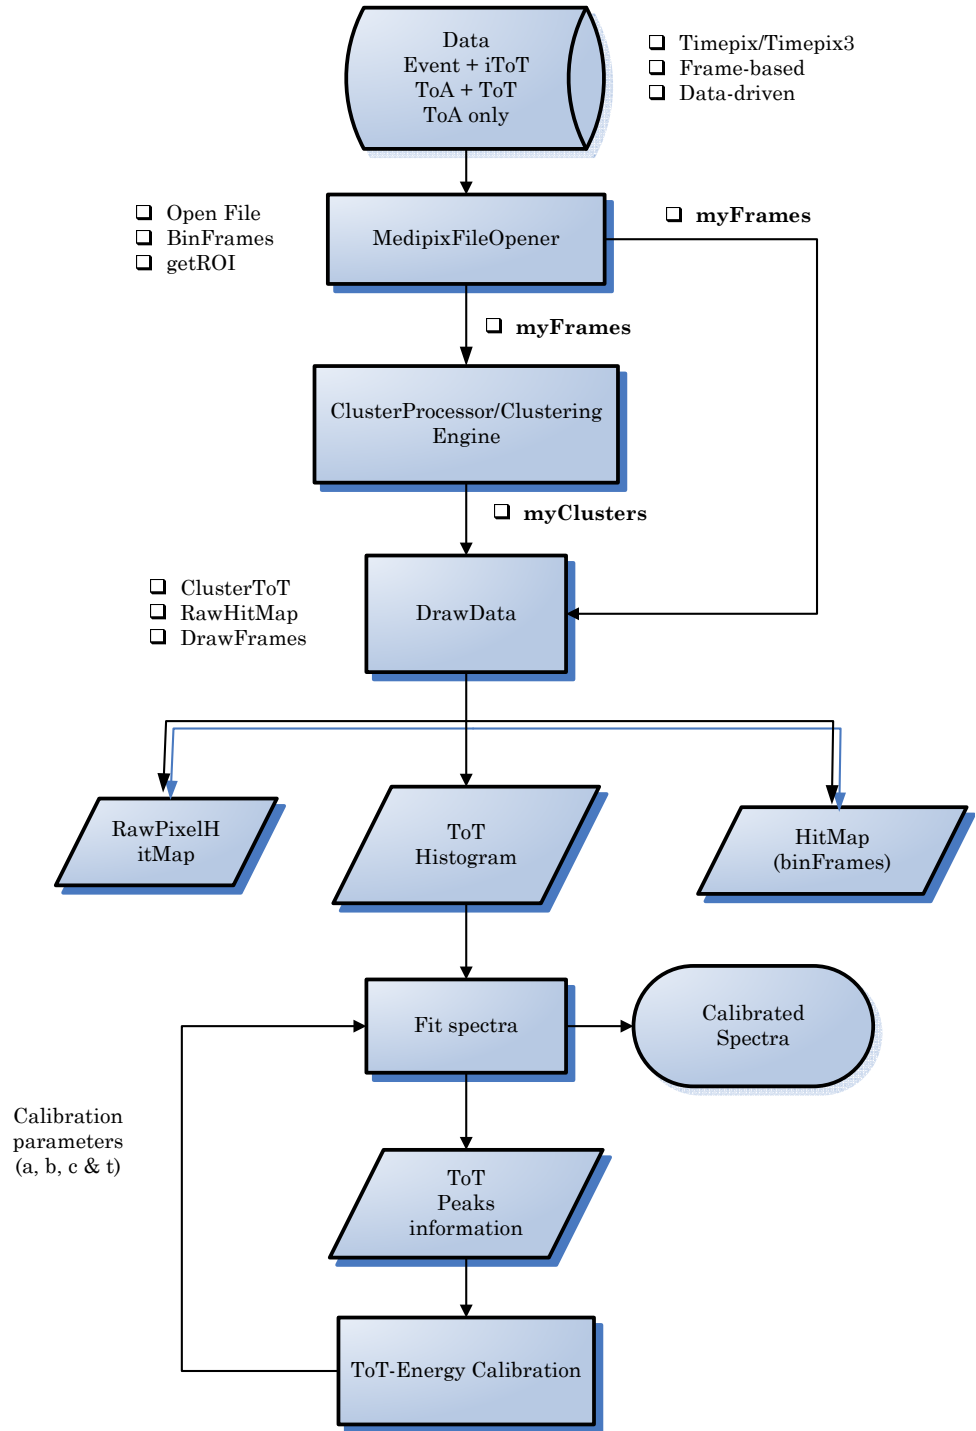 Data
Event + iToT
ToA + ToT
ToA only
Timepix/Timepix3
Frame-based
Data-driven
Open File
BinFrames
getROI
MedipixFileOpener
myFrames
myFrames
ClusterProcessor/Clustering
Engine
myClusters
ClusterToT
RawHitMap
DrawFrames
DrawData
RawPixelH
itMap
ToT
Histogram
HitMap
(binFrames)
Fit spectra
Calibrated
Spectra
Calibration
parameters
(a, b, c & t)
ToT
Peaks
information
ToT-Energy Calibration